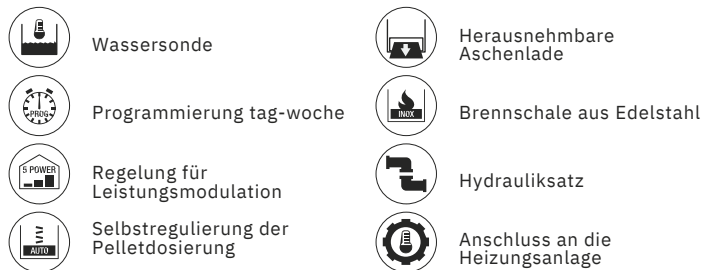 Wassersonde
PROG.
Programmierung tag-woche
5 POWER
Regelung für
Leistungsmodulation
AUTO
Selbstregulierung der
Pelletdosierung
Herausnehmbare
Aschenlade
INOX
Brennschale aus Edelstahl
Hydrauliksatz
Anschluss an die
Heizungsanlage